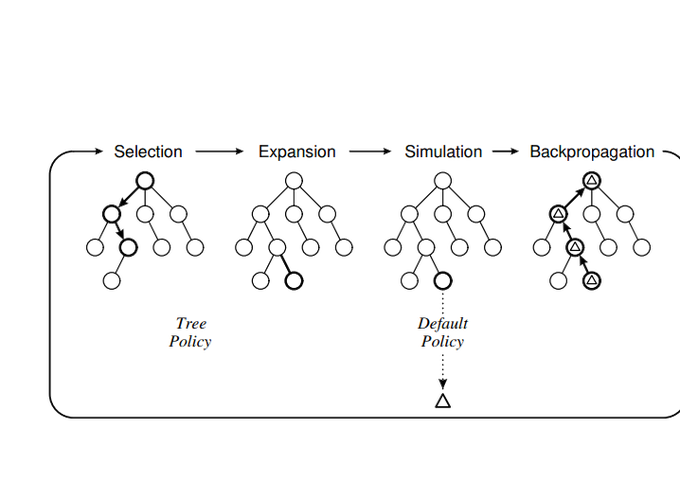 Selection
Expansion
Simulation
Backpropagation
Tree
Policy
Default
Policy